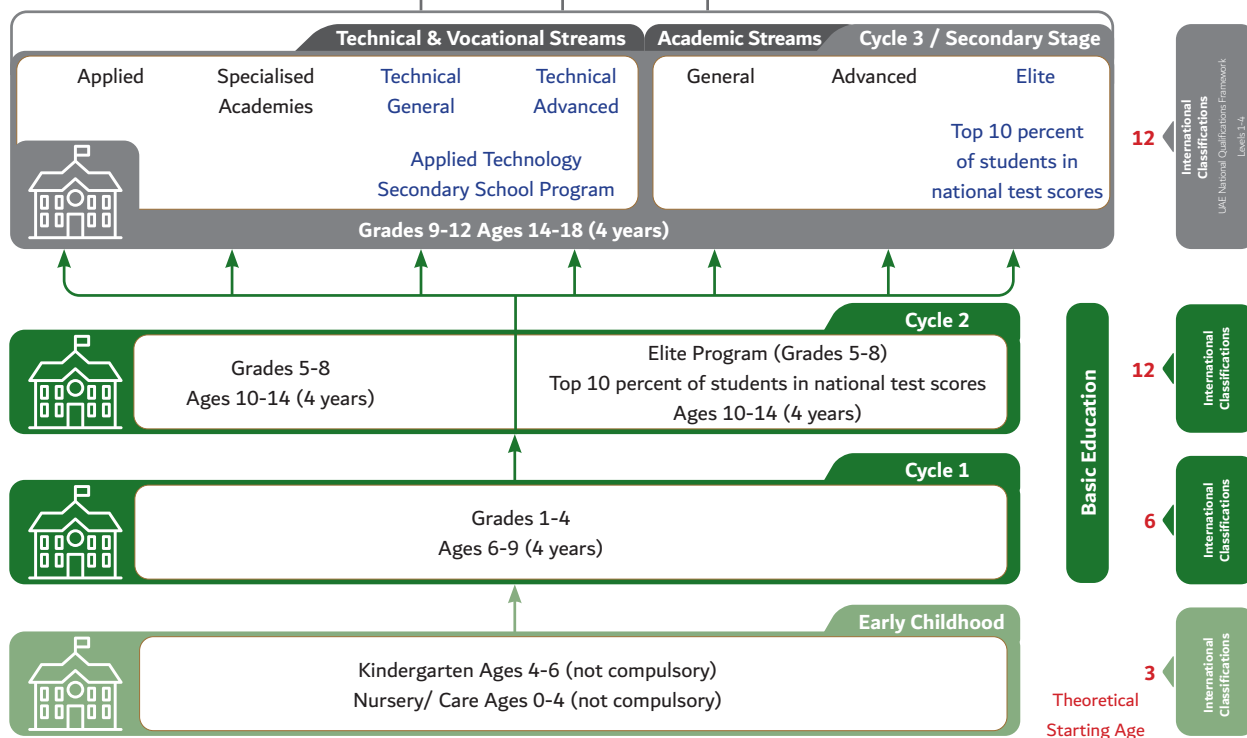 Technical & Vocational Streams
Academic Streams
Cycle 3 / Secondary Stage
Applied
Specialised
Academies
Technical
General
Technical
Advanced
Applied Technology
Secondary School Program
General
Advanced
Elite
Top 10 percent
of students in
national test scores
Grades 9-12 Ages 14-18 (4 years)
12
International
Classifications
UAE National Qualifications Framework
Levels 1-4
Cycle 2
Grades 5-8
Ages 10-14 (4 years)
Elite Program (Grades 5-8)
Top 10 percent of students in national test scores
Ages 10-14 (4 years)
Basic Education
12
International
Classifications
Cycle 1
Grades 1-4
Ages 6-9 (4 years)
6
International
Classifications
Early Childhood
Kindergarten Ages 4-6 (not compulsory)
Nursery/ Care Ages 0-4 (not compulsory)
3
Theoretical
Starting Age
International
Classifications